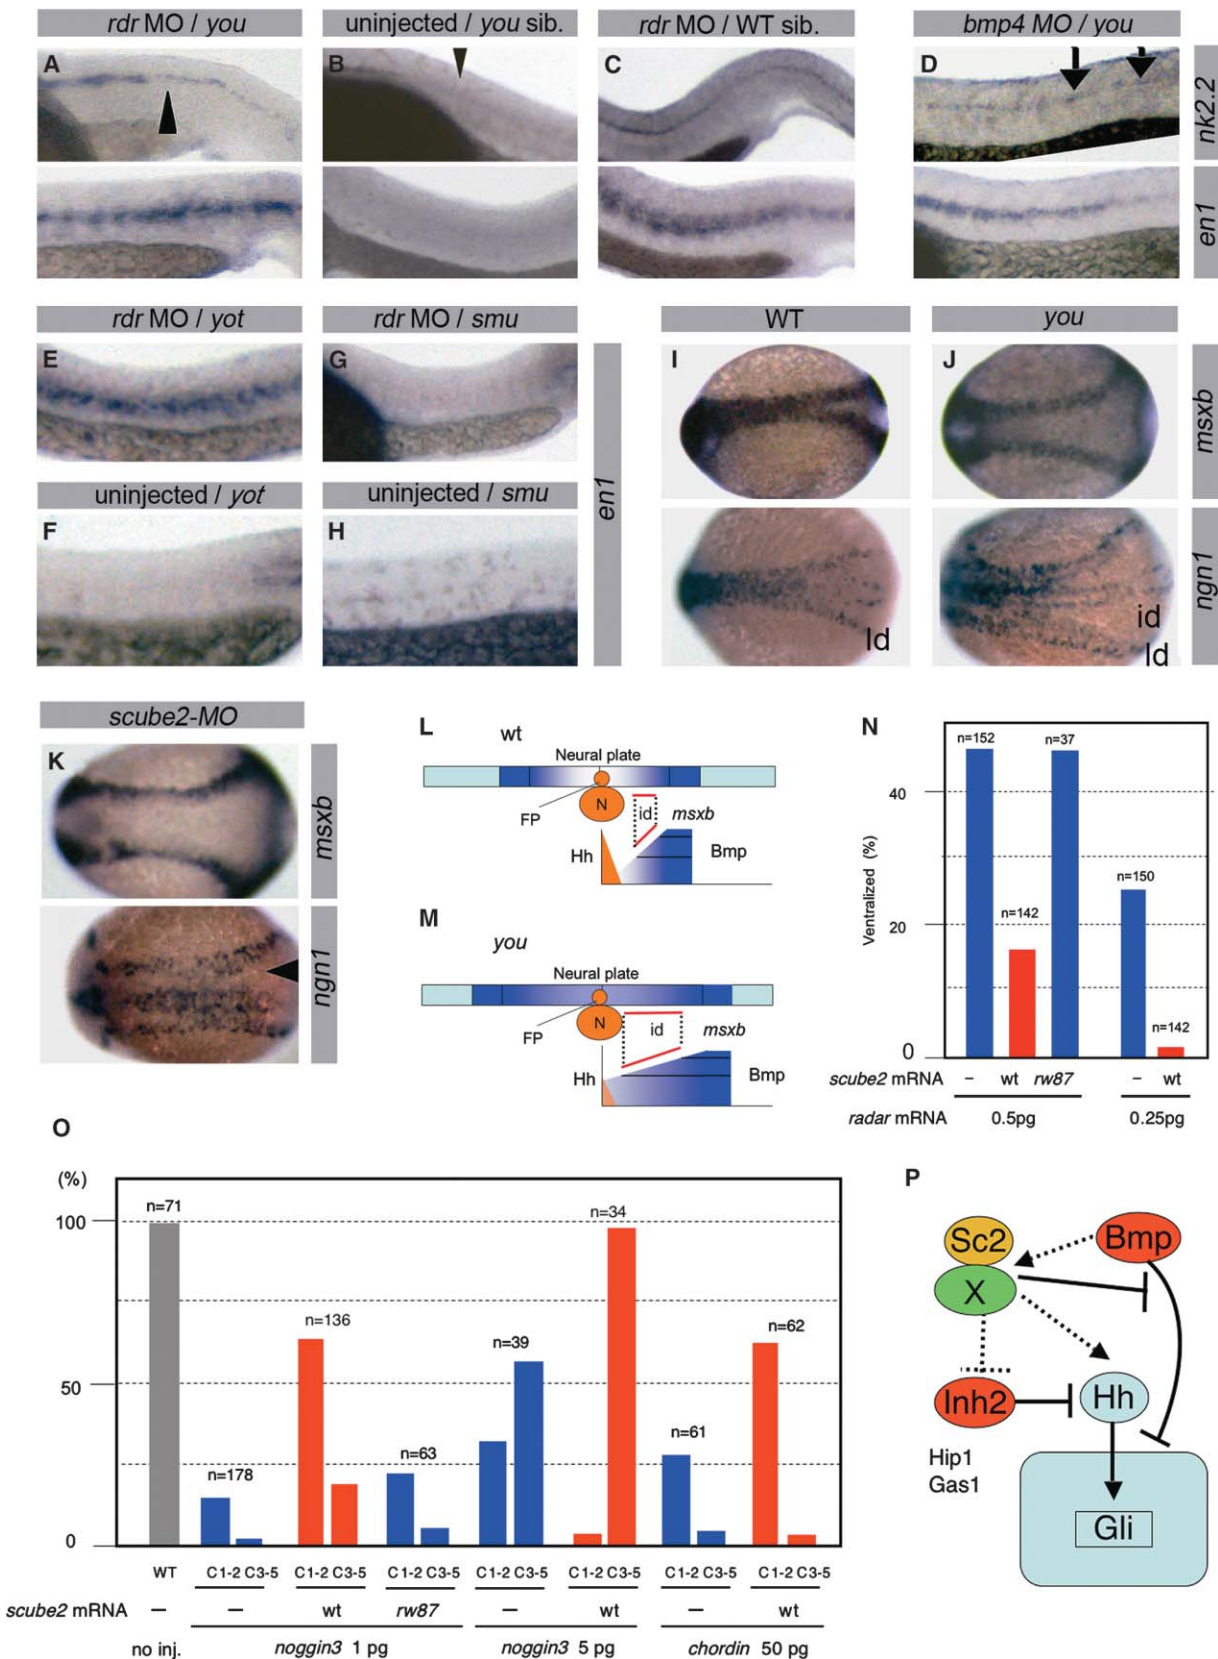 rdr MO / you
uninjected / you sib.
rdr MO / WT sib.
bmp4 MO / you
A
B
C
D
nk2.2
en1
rdr MO / yot
rdr MO / smu
WT
you
E
G
I
J
msxb
uninjected / yot
uninjected / smu
en1
F
H
ngn1
ld
id
ld
scube2-MO
K
msxb
ngn1
L
wt
Neural plate
FP
N
id
msxb
Hh
Bmp
M
you
Neural plate
FP
N
id
msxb
Hh
Bmp
N
n=152
n=37
40
n=150
n=142
20
n=142
0
Ventralized (%)
scube2 mRNA
– wt rw87 – wt
radar mRNA
0.5pg 0.25pg
O
(%)
n=71
n=34
100
n=136
n=62
n=39
50
n=61
n=63
n=178
0
WT C1-2 C3-5 C1-2 C3-5 C1-2 C3-5 C1-2 C3-5 C1-2 C3-5 C1-2 C3-5 C1-2 C3-5
scube2 mRNA – – wt rw87 – wt – wt
no inj. noggin3 1 pg noggin3 5 pg chordin 50 pg
P
Sc2
Bmp
X
Inh2
Hh
Hip1
Gas1
Gli